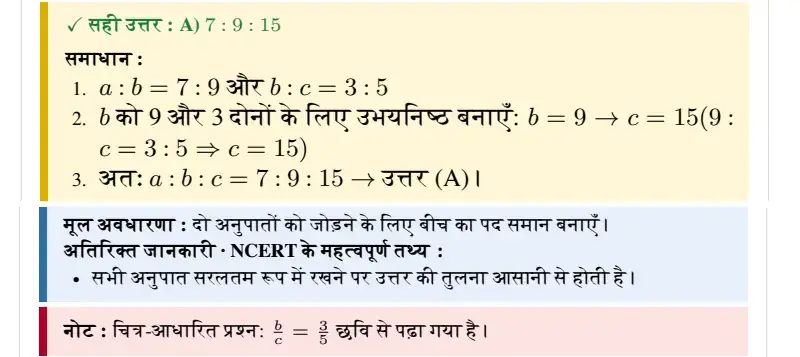 ✓ सही उत्तर : A) 7 : 9 : 15
समाधान :
1. a : b = 7 : 9 और b : c = 3 : 5
2. b को 9 और 3 दोनों के लिए उभयनिष्ठ बनाएँ: b = 9 → c = 15(9 :
c = 3 : 5 ⇒ c = 15)
3. अतः a : b : c = 7 : 9 : 15 → उत्तर (A)।
मूल अवधारणा : दो अनुपातों को जोड़ने के लिए बीच का पद समान बनाएँ।
अतिरिक्त जानकारी · NCERT के महत्वपूर्ण तथ्य :
• सभी अनुपात सरलतम रूप में रखने पर उत्तर की तुलना आसानी से होती है।
नोट : चित्र-आधारित प्रश्न: b/c = 3/5 छवि से पढ़ा गया है।